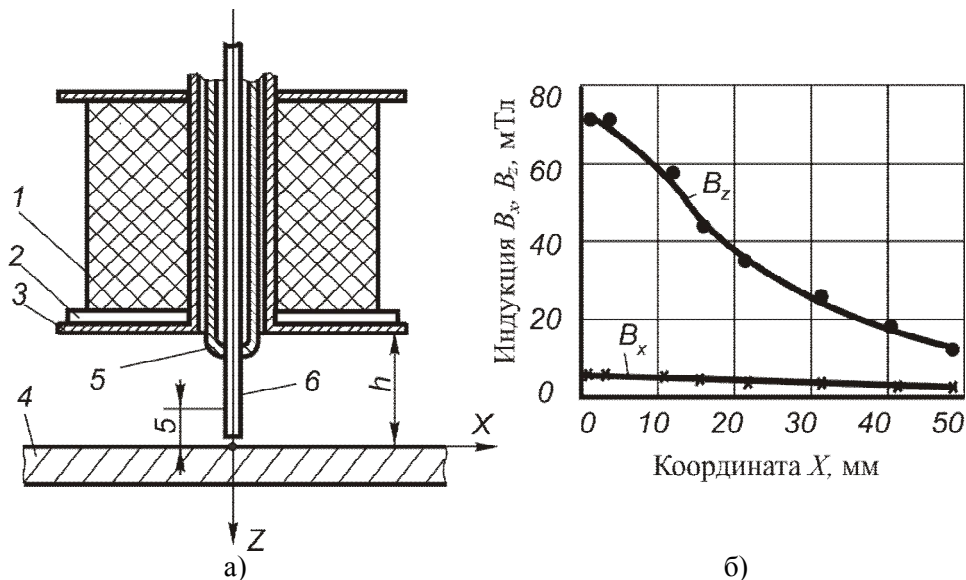 1
2
3
4
5
6
5
h
X
Z
а)
Индукция Bx, Bz, мТл
80
60
40
20
0
Bz
Bx
0 10 20 30 40 50
Координата X, мм
б)